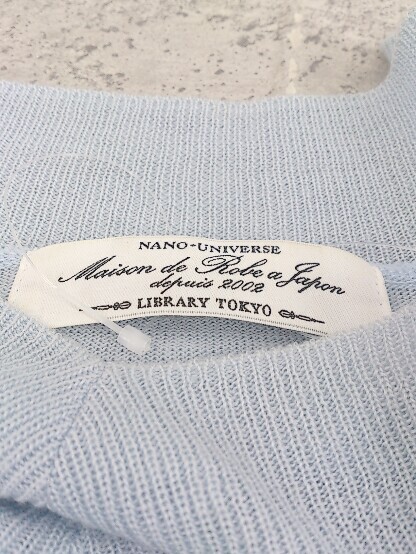 NANO·UNIVERSE
Maison de Robe a Japon
depuis 2002
LIBRARY TOKYO